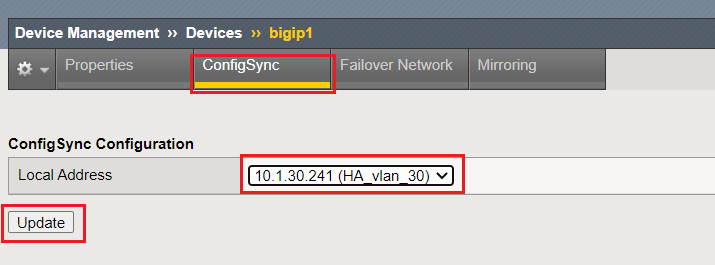 Device Management ›› Devices ›› bigip1
Properties ConfigSync Failover Network Mirroring
ConfigSync Configuration
Local Address 10.1.30.241 (HA_vlan_30)
Update